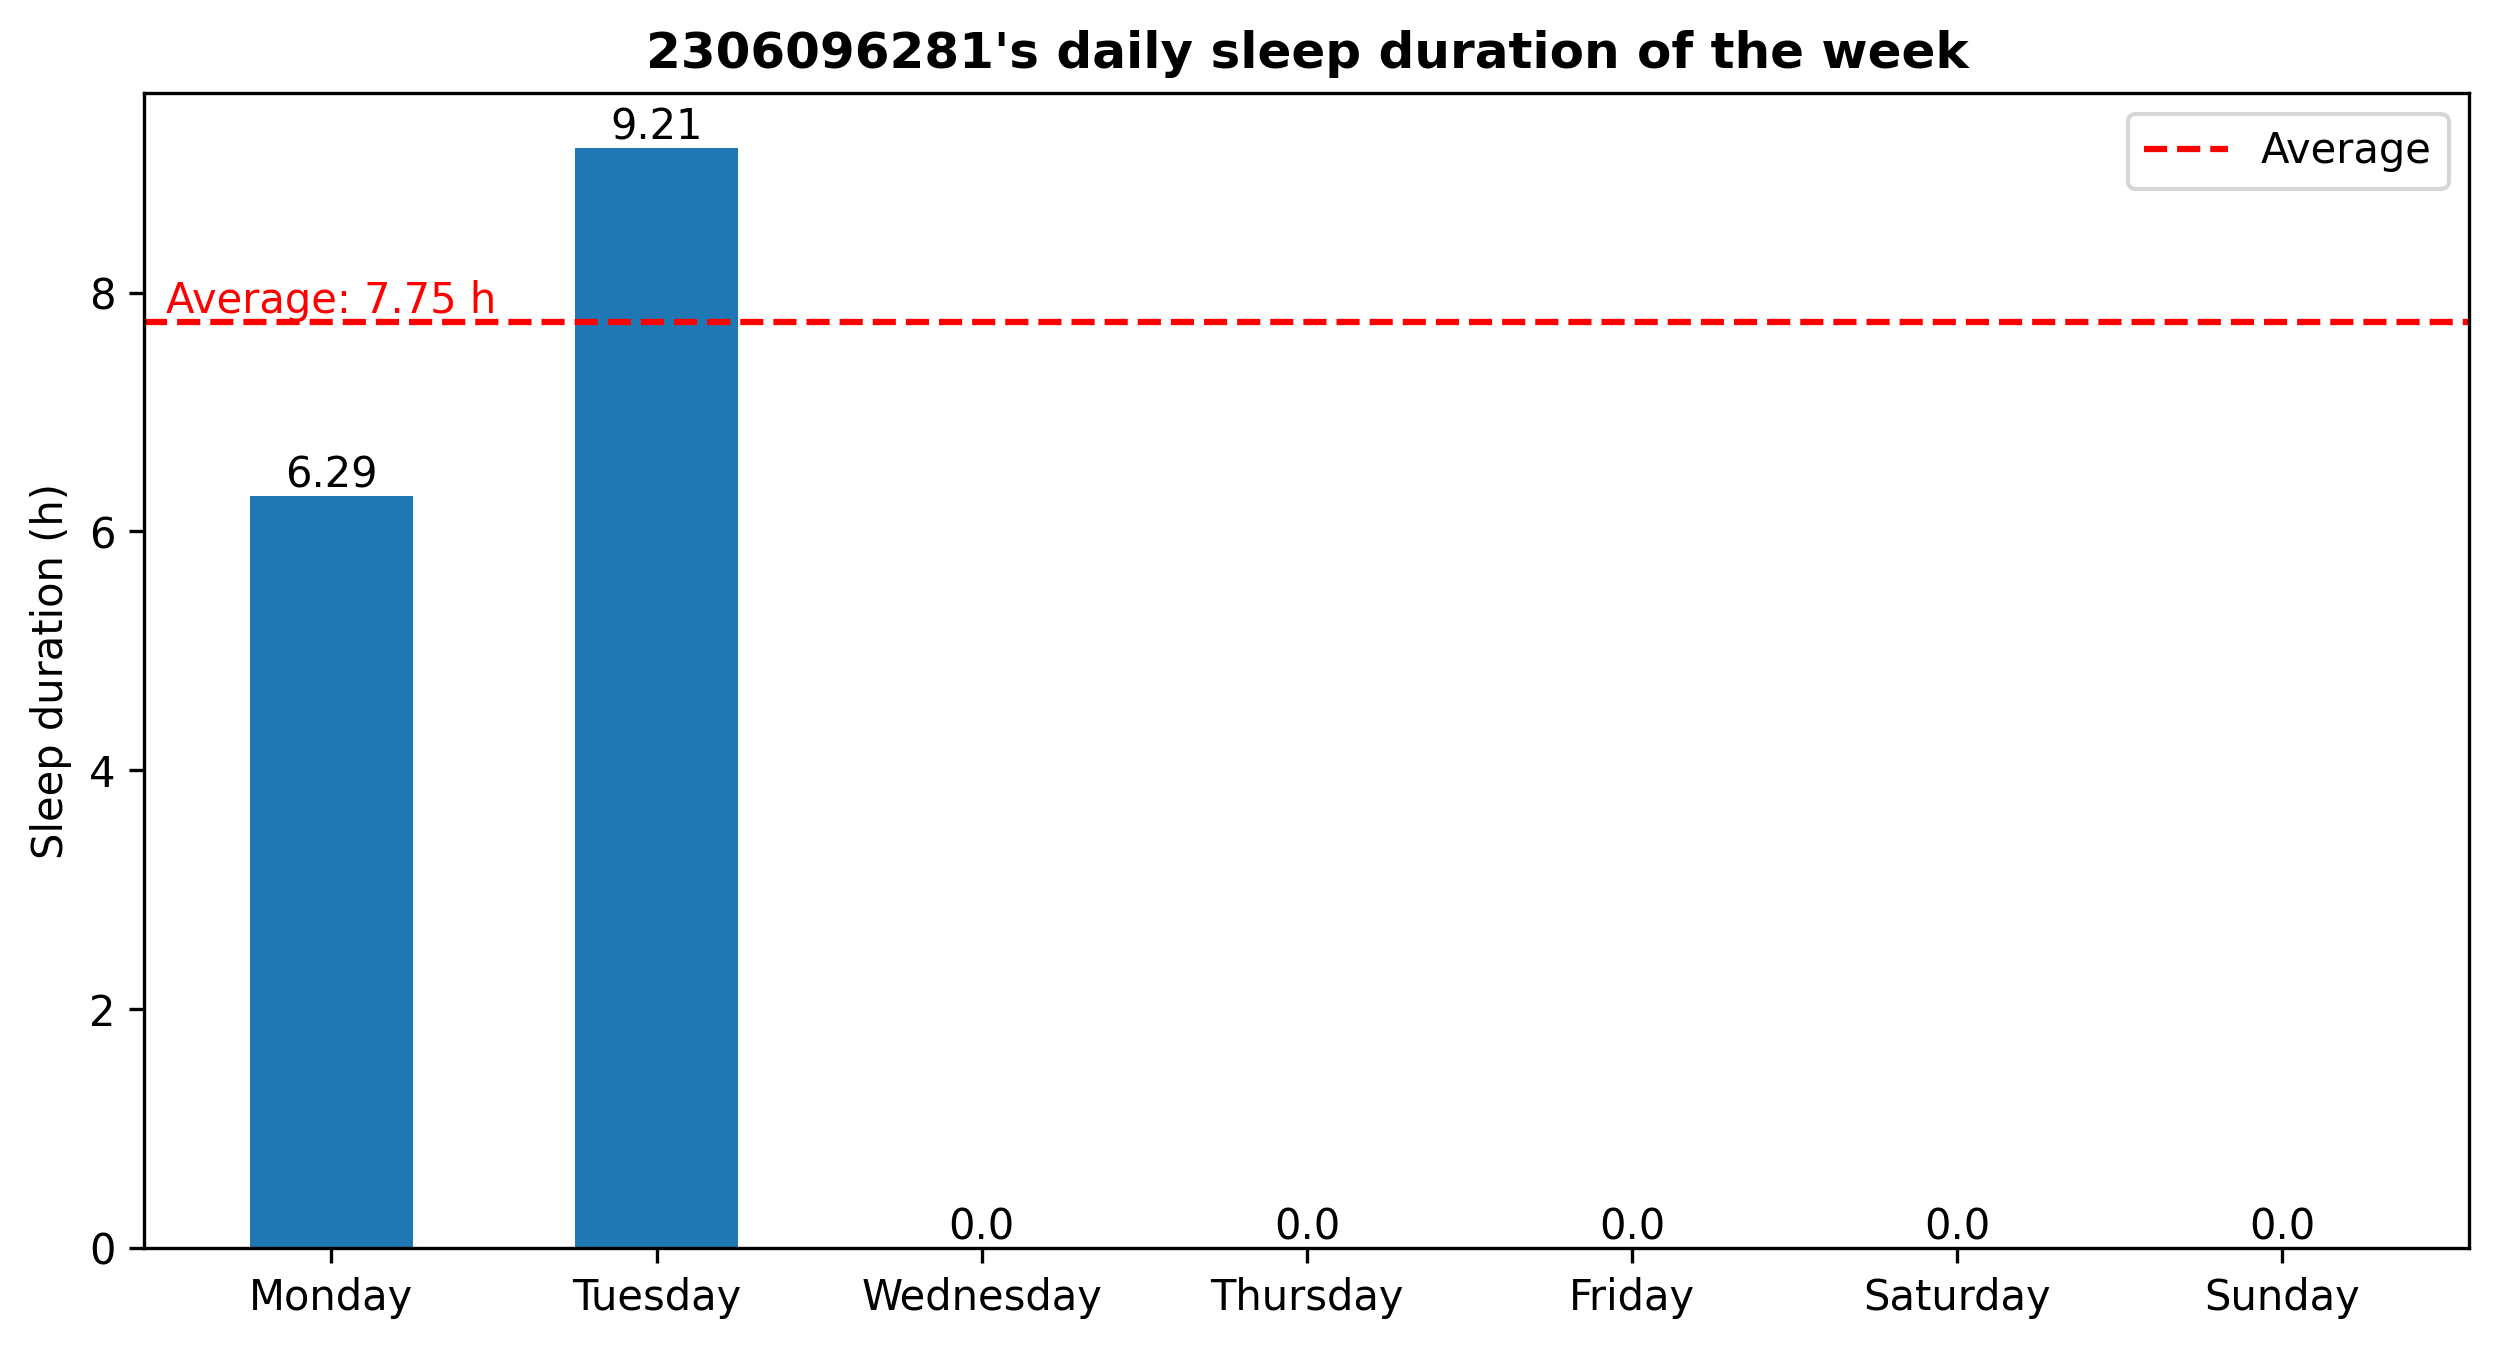 2306096281's daily sleep duration of the week
Average
9.21
Average: 7.75 h
6.29
0.0
0.0
0.0
0.0
0.0
8
6
4
2
0
Sleep duration (h)
Monday
Tuesday
Wednesday
Thursday
Friday
Saturday
Sunday